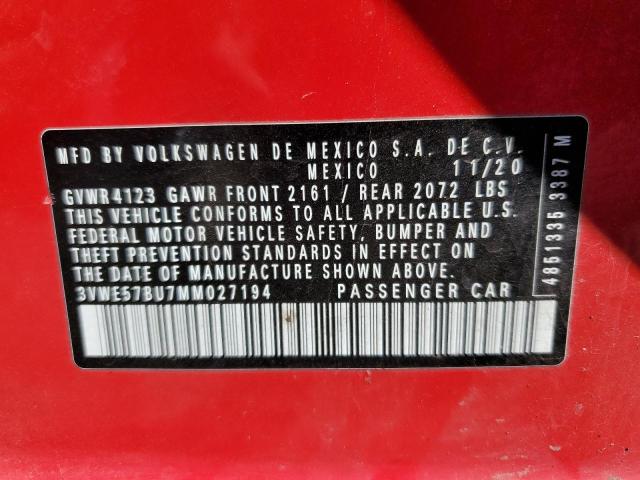 MFD BY VOLKSWAGEN DE MEXICO S.A. DE C.V.
MEXICO 11/20
GVWR 4123 GAWR FRONT 2161 / REAR 2072 LBS
THIS VEHICLE CONFORMS TO ALL APPLICABLE U.S.
FEDERAL MOTOR VEHICLE SAFETY, BUMPER AND
THEFT PREVENTION STANDARDS IN EFFECT ON
THE DATE OF MANUFACTURE SHOWN ABOVE.
3VWE57BU7MM027194 PASSENGER CAR
4851335 3387 M